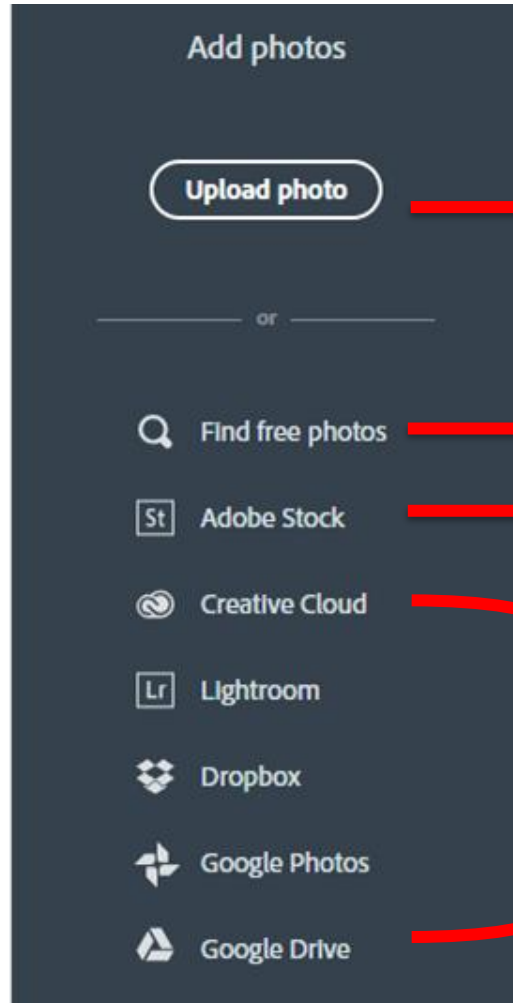 Add photos
Upload photo
or
Find free photos
St Adobe Stock
Creative Cloud
Lr Lightroom
Dropbox
Google Photos
Google Drive